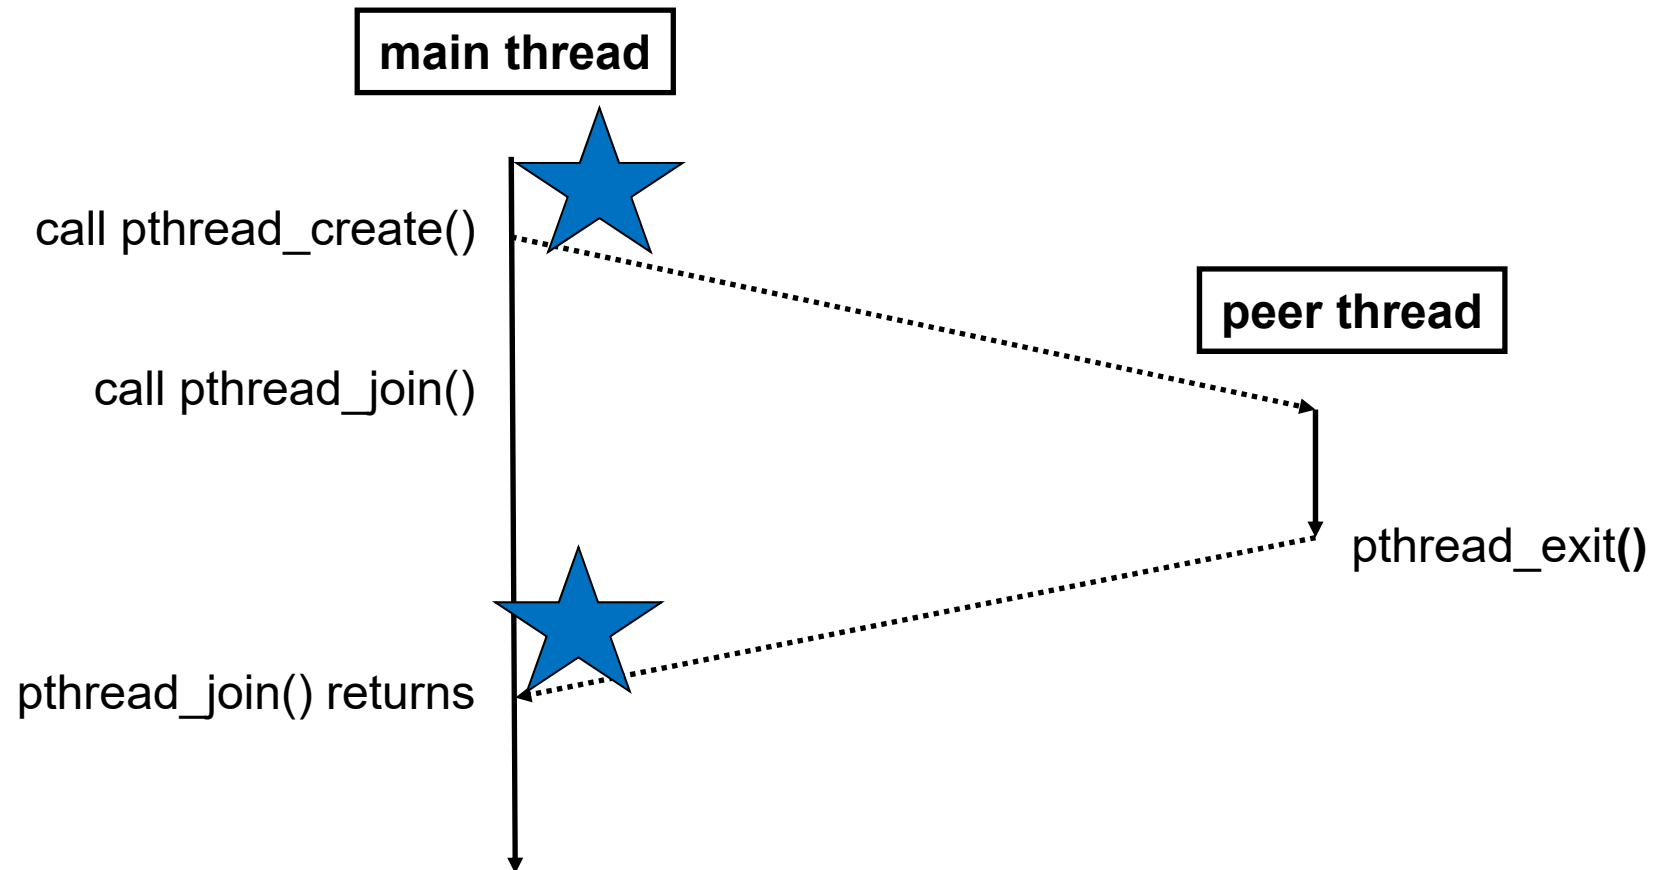 main thread
call pthread_create()
peer thread
call pthread_join()
pthread_exit()
pthread_join() returns